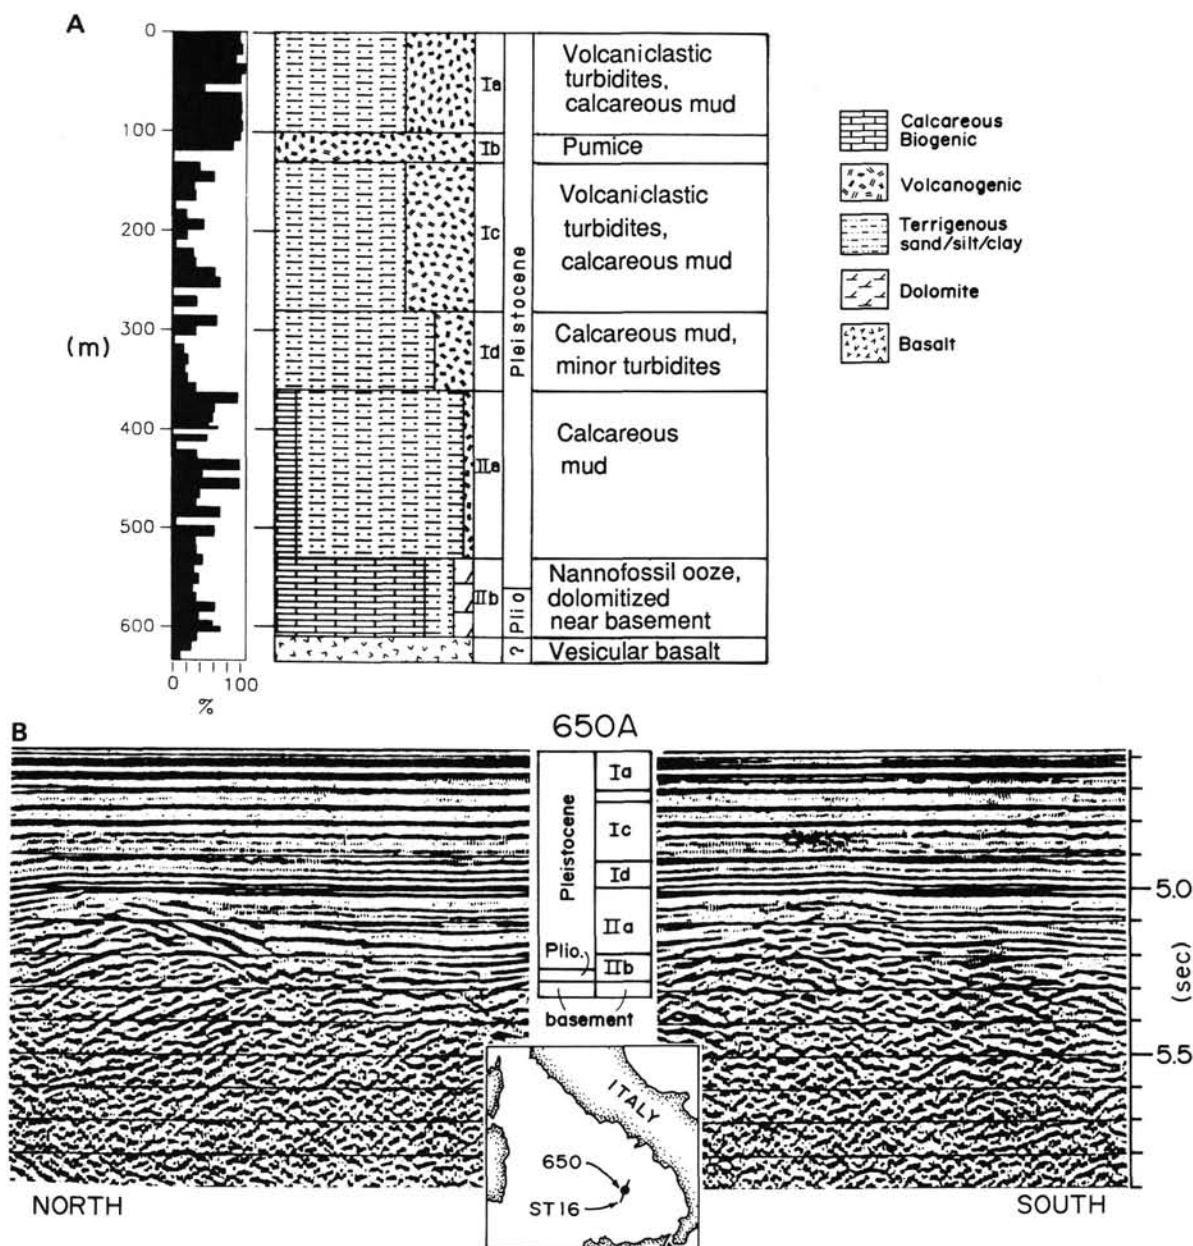 A
0
100
200
300
(m)
400
500
600
0 100
%
Ia
Ib
Ic
Id
IIa
IIb
Pleistocene
Plio
?
Volcaniclastic
turbidites,
calcareous mud
Pumice
Volcaniclastic
turbidites,
calcareous mud
Calcareous mud,
minor turbidites
Calcareous
mud
Nannofossil ooze,
dolomitized
near basement
Vesicular basalt
Calcareous
Biogenic
Volcanogenic
Terrigenous
sand/silt/clay
Dolomite
Basalt
B
650A
Pleistocene
Plio.
Ia
Ic
Id
IIa
IIb
basement
5.0
(sec)
5.5
ITALY
650
ST 16
NORTH
SOUTH